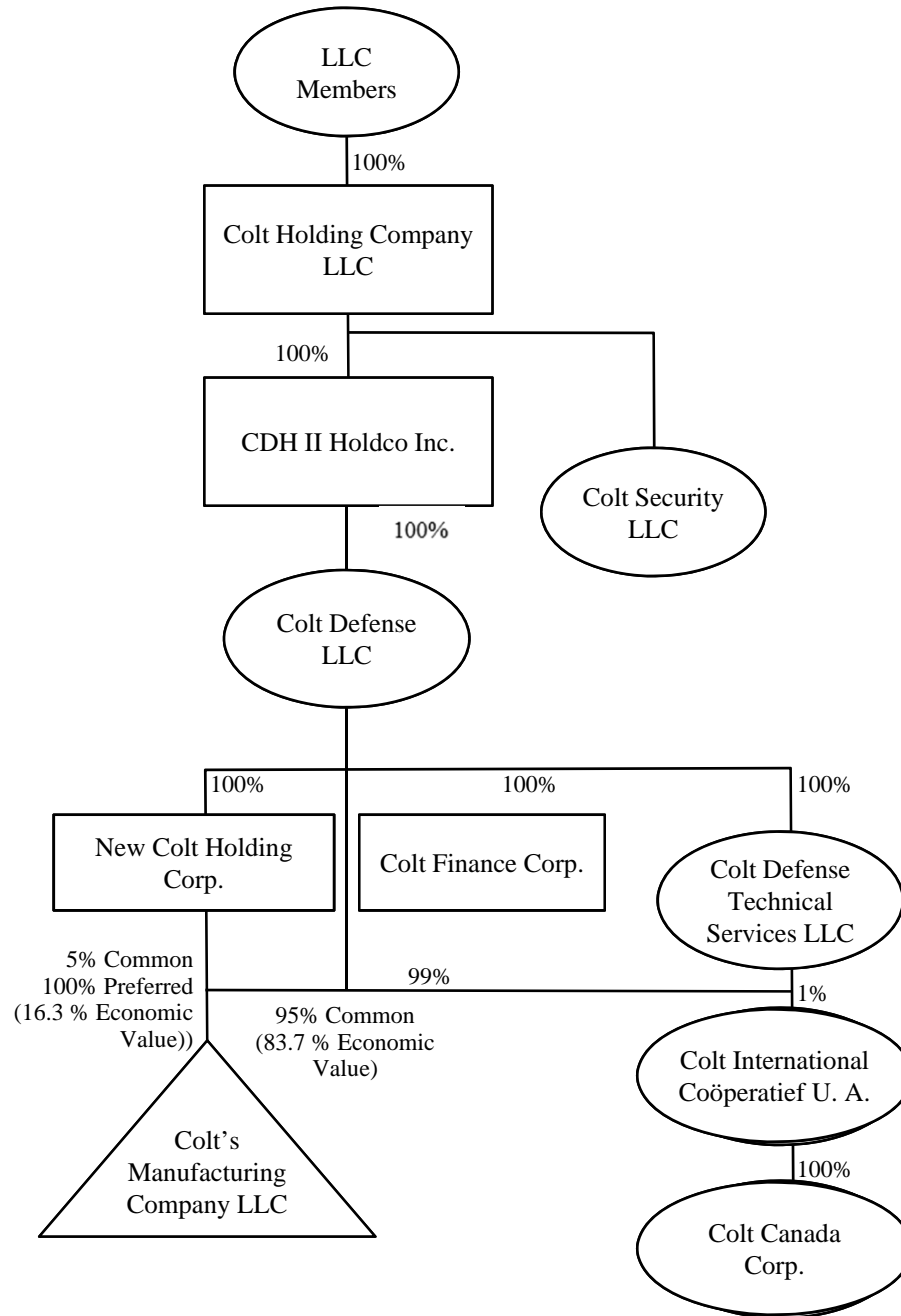 LLC
Members
100%
Colt Holding Company
LLC
100%
CDH II Holdco Inc.
Colt Security
LLC
100%
Colt Defense
LLC
100%
100%
100%
New Colt Holding
Corp.
Colt Finance Corp.
Colt Defense
Technical
Services LLC
5% Common
100% Preferred
(16.3 % Economic
Value))
99%
95% Common
(83.7 % Economic
Value)
1%
Colt International
Coöperatief U. A.
Colt’s
Manufacturing
Company LLC
100%
Colt Canada
Corp.